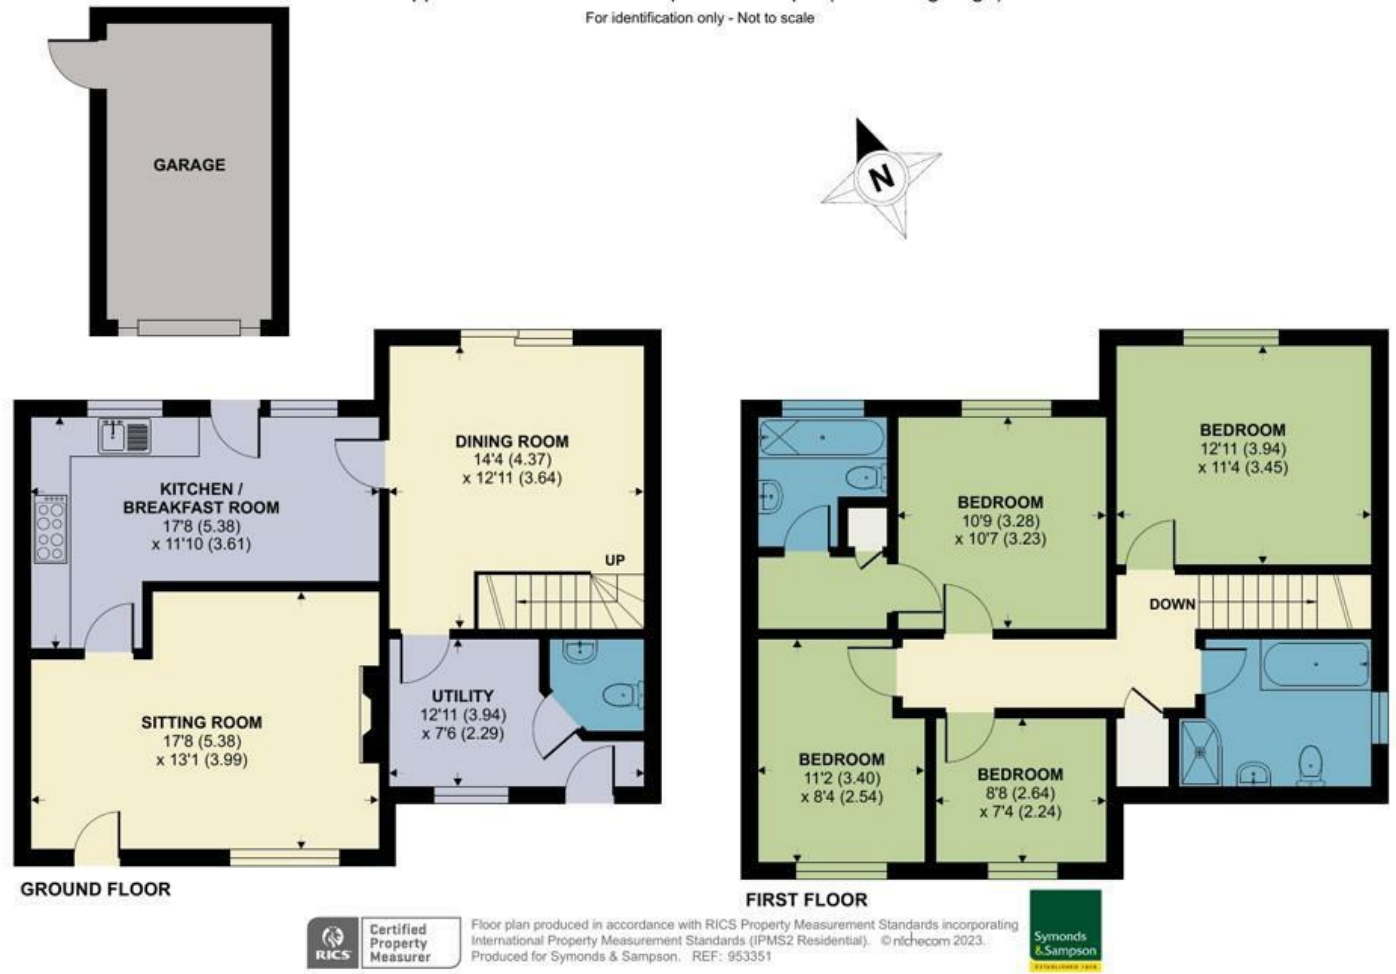 For identification only - Not to scale
GARAGE
N
DINING ROOM
14'4 (4.37)
x 12'11 (3.64)
KITCHEN /
BREAKFAST ROOM
17'8 (5.38)
x 11'10 (3.61)
UP
UTILITY
12'11 (3.94)
x 7'6 (2.29)
SITTING ROOM
17'8 (5.38)
x 13'1 (3.99)
GROUND FLOOR
BEDROOM
12'11 (3.94)
x 11'4 (3.45)
BEDROOM
10'9 (3.28)
x 10'7 (3.23)
DOWN
BEDROOM
11'2 (3.40)
x 8'4 (2.54)
BEDROOM
8'8 (2.64)
x 7'4 (2.24)
FIRST FLOOR
RICS
Certified
Property
Measurer
Floor plan produced in accordance with RICS Property Measurement Standards incorporating
International Property Measurement Standards (IPMS2 Residential). © nichecom 2023.
Produced for Symonds & Sampson. REF: 953351
Symonds
&Sampson
ESTABLISHED 1858